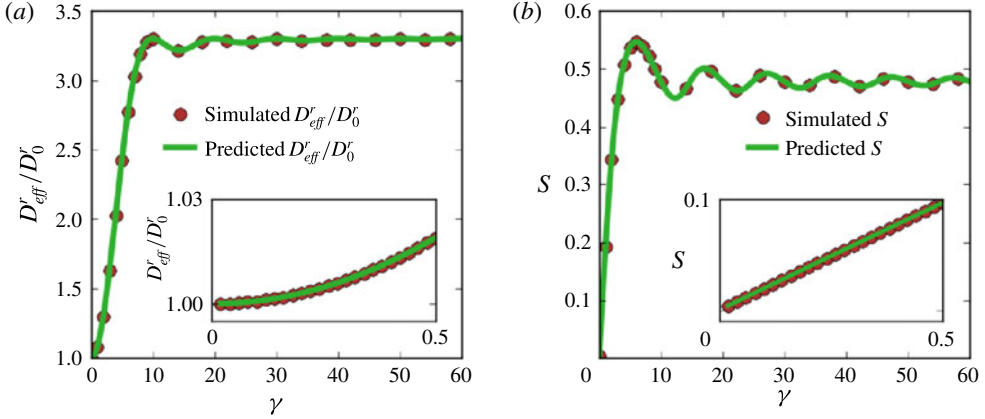 (a)
3.5
3.0
2.5
2.0
1.5
1.0
D^r_eff/D^r_0
Simulated D^r_eff/D^r_0
Predicted D^r_eff/D^r_0
1.03
1.00
D^r_eff/D^r_0
0 0.5
0 10 20 30 40 50 60
γ
(b)
0.6
0.5
0.4
0.3
0.2
0.1
S
Simulated S
Predicted S
0.1
S
0 0.5
0 10 20 30 40 50 60
γ